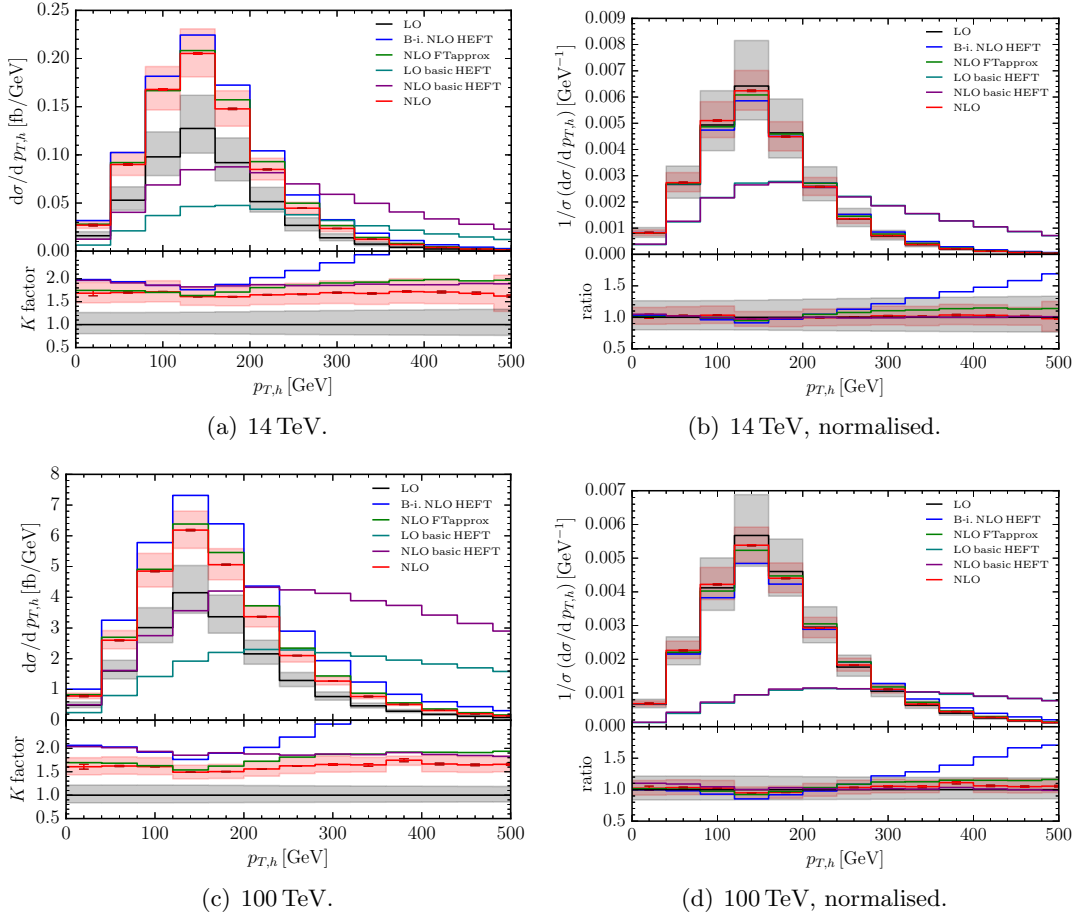 dσ/d p_{T,h} [fb/GeV]
0.25
0.20
0.15
0.10
0.05
0.00
LO
B-i. NLO HEFT
NLO FTapprox
LO basic HEFT
NLO basic HEFT
NLO
K factor
2.0
1.5
1.0
0.5
0 100 200 300 400 500
p_{T,h} [GeV]
(a) 14 TeV.
1/σ (dσ/d p_{T,h}) [GeV⁻¹]
0.009
0.008
0.007
0.006
0.005
0.004
0.003
0.002
0.001
0.000
LO
B-i. NLO HEFT
NLO FTapprox
LO basic HEFT
NLO basic HEFT
NLO
ratio
1.5
1.0
0.5
0 100 200 300 400 500
p_{T,h} [GeV]
(b) 14 TeV, normalised.
dσ/d p_{T,h} [fb/GeV]
8
7
6
5
4
3
2
1
0
LO
B-i. NLO HEFT
NLO FTapprox
LO basic HEFT
NLO basic HEFT
NLO
K factor
2.0
1.5
1.0
0.5
0 100 200 300 400 500
p_{T,h} [GeV]
(c) 100 TeV.
1/σ (dσ/d p_{T,h}) [GeV⁻¹]
0.007
0.006
0.005
0.004
0.003
0.002
0.001
0.000
LO
B-i. NLO HEFT
NLO FTapprox
LO basic HEFT
NLO basic HEFT
NLO
ratio
1.5
1.0
0.5
0 100 200 300 400 500
p_{T,h} [GeV]
(d) 100 TeV, normalised.